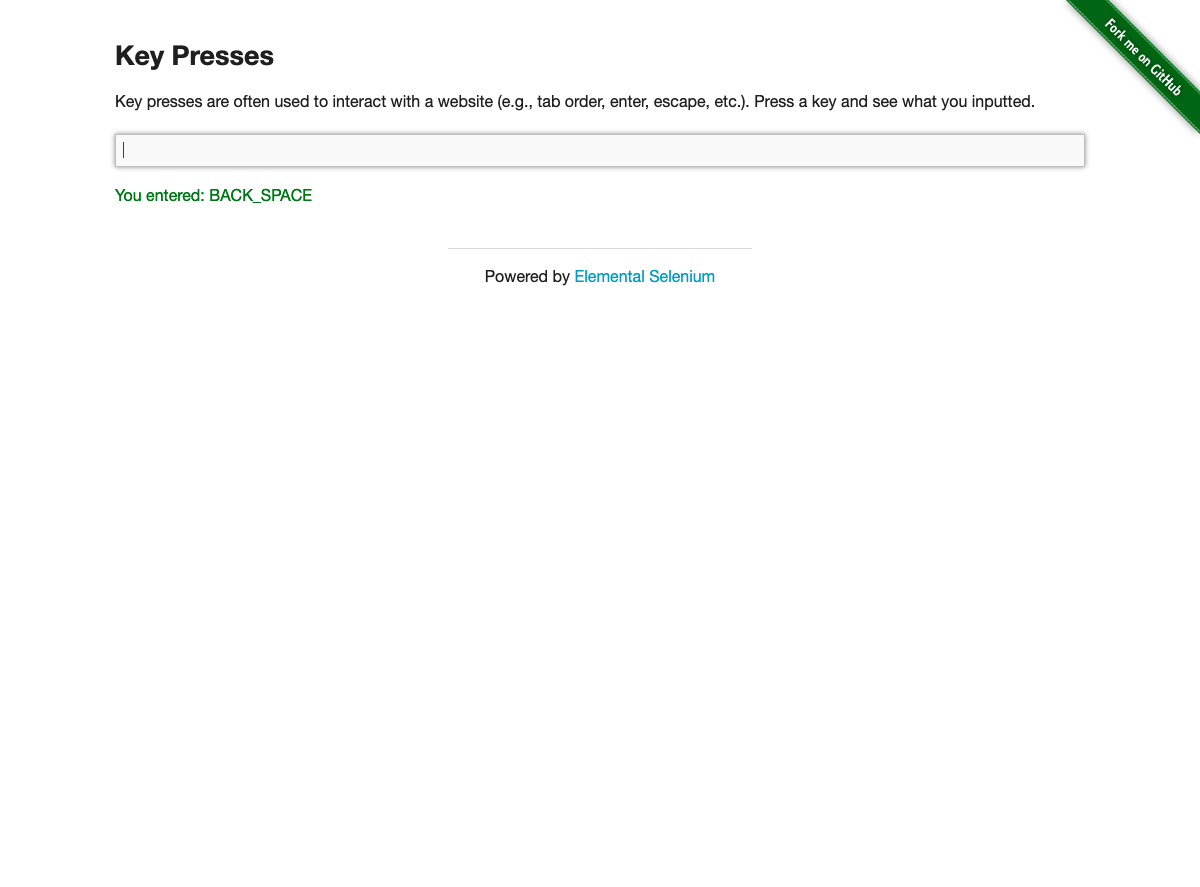 Fork me on GitHub
Key Presses
Key presses are often used to interact with a website (e.g., tab order, enter, escape, etc.). Press a key and see what you inputted.
You entered: BACK_SPACE
Powered by Elemental Selenium